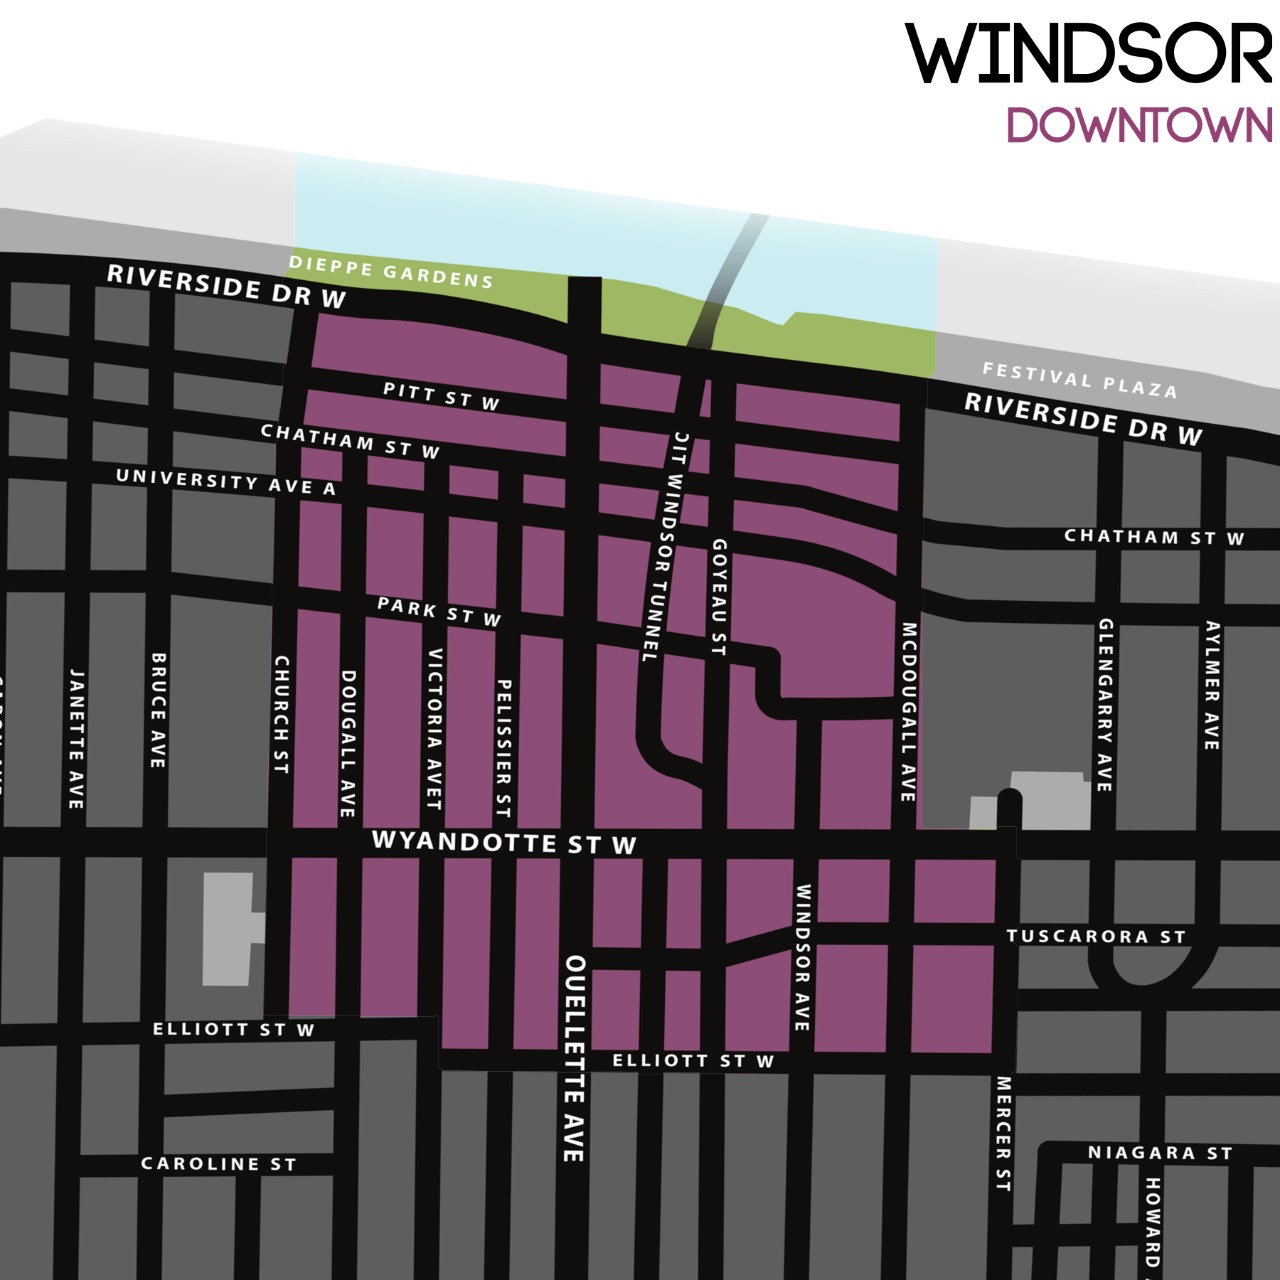 WINDSOR
DOWNTOWN
DIEPPE GARDENS
RIVERSIDE DR W
FESTIVAL PLAZA
RIVERSIDE DR W
PITT ST W
CHATHAM ST W
UNIVERSITY AVE A
CHATHAM ST W
PARK ST W
OIT WINDSOR TUNNEL
GOYEAU ST
MCDOUGALL AVE
GLENGARRY AVE
AYLMER AVE
JANETTE AVE
BRUCE AVE
CHURCH ST
DOUGALL AVE
VICTORIA AVET
PELISSIER ST
WYANDOTTE ST W
WINDSOR AVE
TUSCARORA ST
OUELLETTE AVE
ELLIOTT ST W
ELLIOTT ST W
MERCER ST
CAROLINE ST
NIAGARA ST
HOWARD